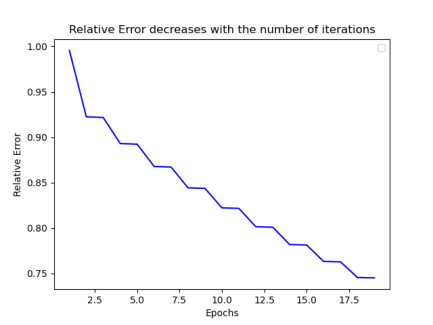 Relative Error decreases with the number of iterations
1.00
0.95
0.90
0.85
0.80
0.75
Relative Error
2.5 5.0 7.5 10.0 12.5 15.0 17.5
Epochs